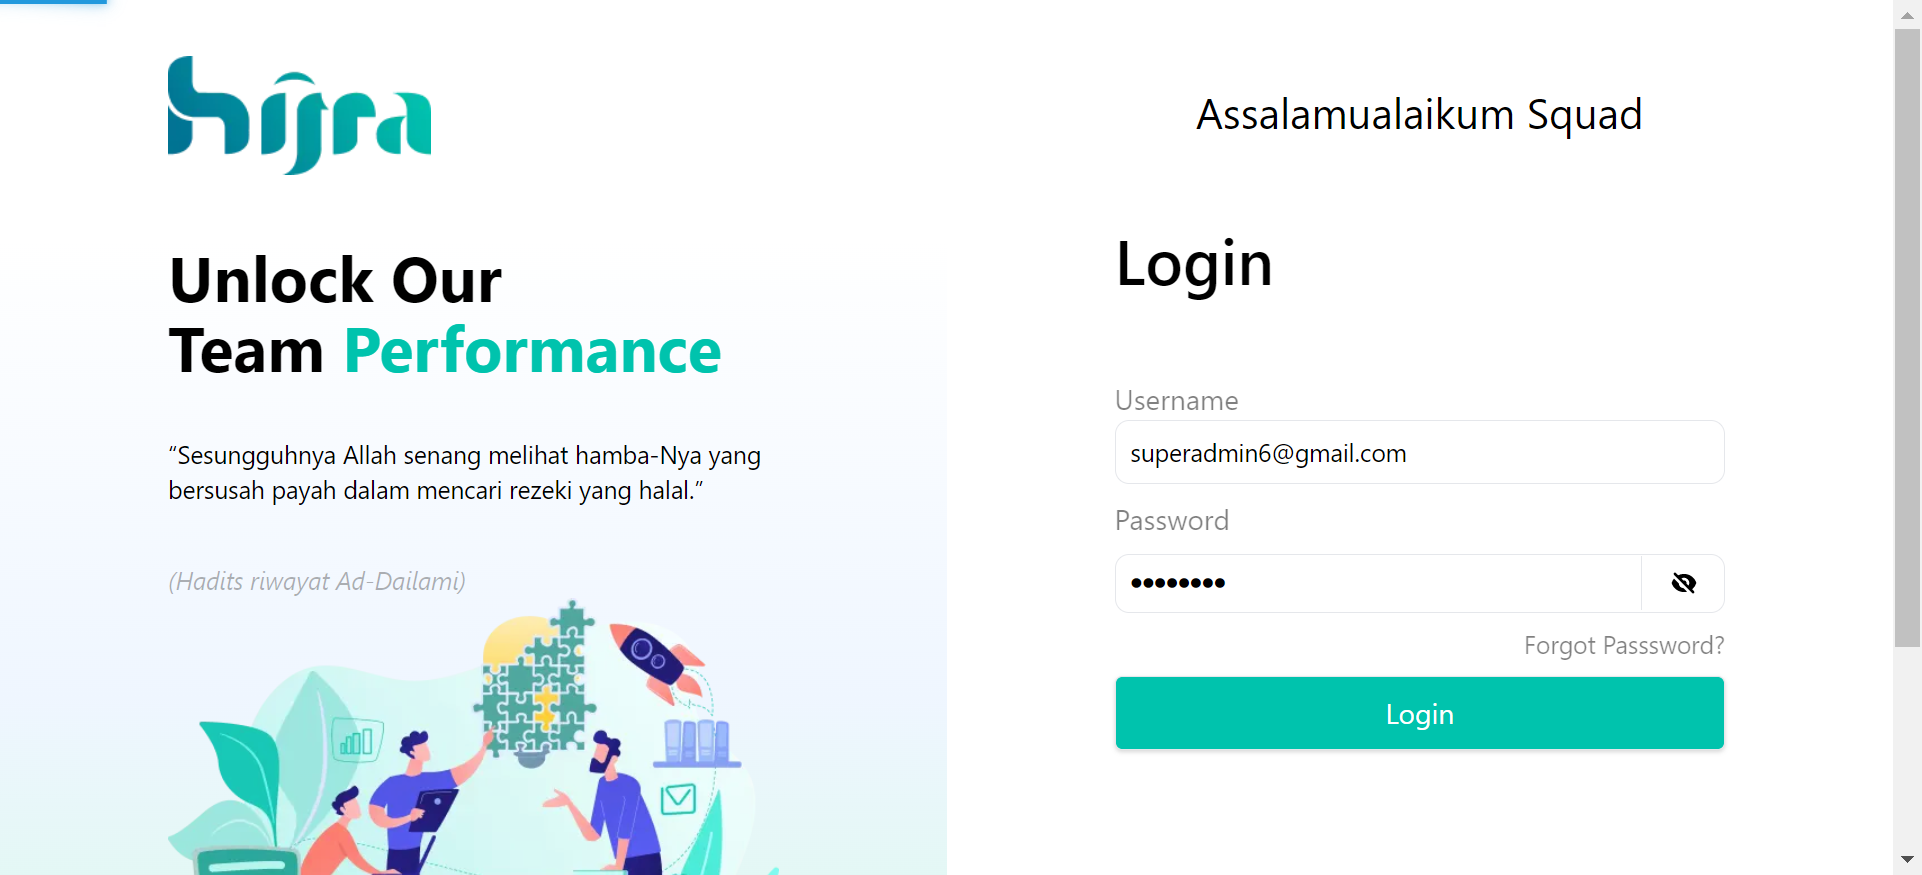 hijra
Unlock Our
Team Performance
“Sesungguhnya Allah senang melihat hamba-Nya yang
bersusah payah dalam mencari rezeki yang halal.”
(Hadits riwayat Ad-Dailami)
Assalamualaikum Squad
Login
Username
superadmin6@gmail.com
Password
••••••••
Forgot Passsword?
Login